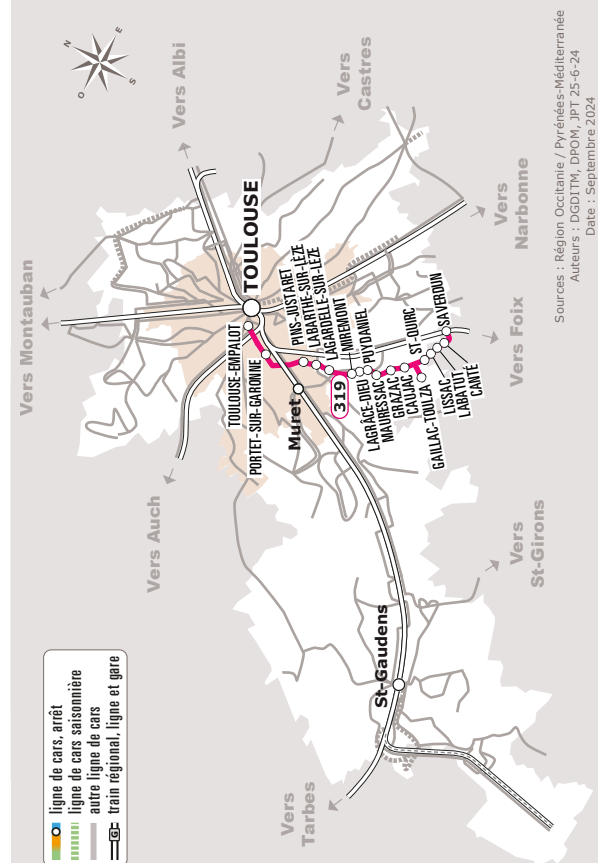 N
E
S
O
Vers Montauban
Vers Albi
Vers
Castres
Vers
Narbonne
Vers Foix
Vers
St-Girons
Vers
Tarbes
Vers Auch
TOULOUSE
TOULOUSE-EMPALOT
PORTET-SUR-GARONNE
PINS-JUSTARET
LABARTHE-SUR-LÈZE
LAGARDELLE-SUR-LÈZE
MIREMONT
319
PUYDANIEL
LAGRÂCE-DIEU
MAURESSAC
GRAZAC
CAUJAC
GAILLAC-TOULZA
ST-QUIRC
LISSAC
LABATUT
CANTÉ
SAVERDUN
Muret
St-Gaudens
ligne de cars, arrêt
ligne de cars saisonnière
autre ligne de cars
G
train régional, ligne et gare
Sources : Région Occitanie / Pyrénées-Méditerranée
Auteurs : DGDITM, DPOM, JPT 25-6-24
Date : Septembre 2024